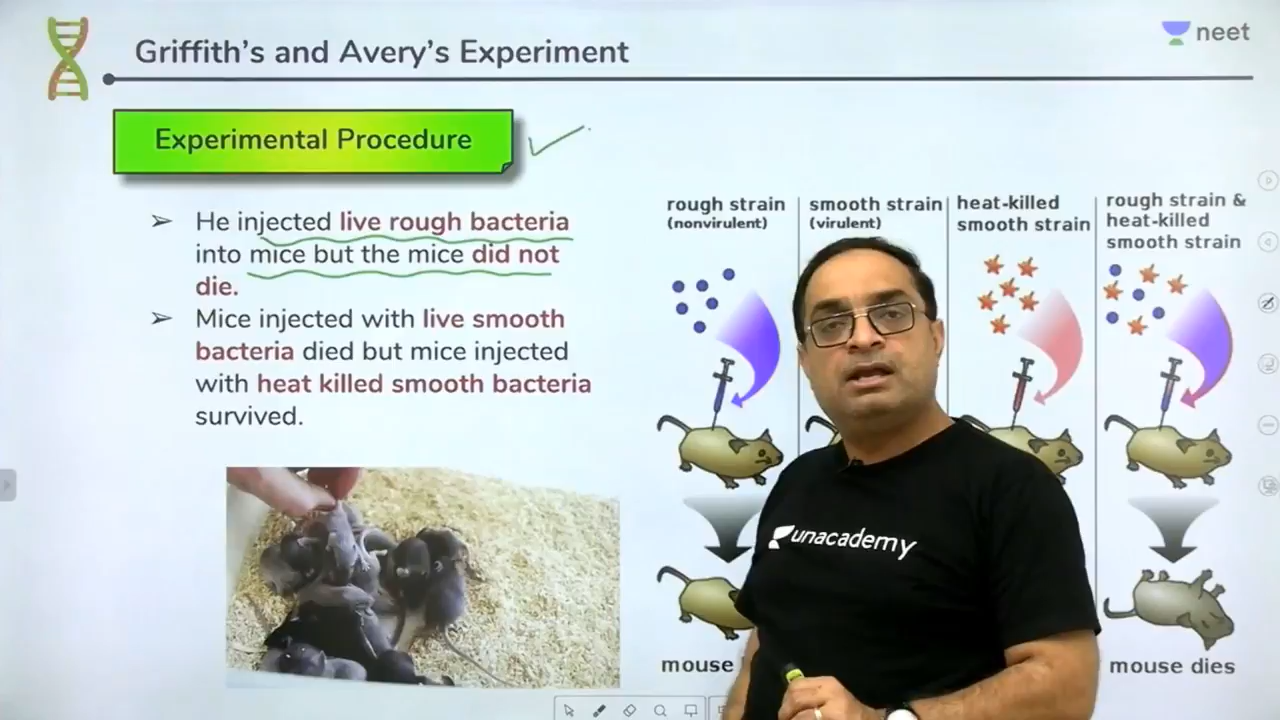 Griffith's and Avery's Experiment
neet
Experimental Procedure
➢ He injected live rough bacteria
into mice but the mice did not
die.
➢ Mice injected with live smooth
bacteria died but mice injected
with heat killed smooth bacteria
survived.
rough strain
(nonvirulent)
smooth strain
(virulent)
heat-killed
smooth strain
rough strain &
heat-killed
smooth strain
unacademy
mouse
mouse dies